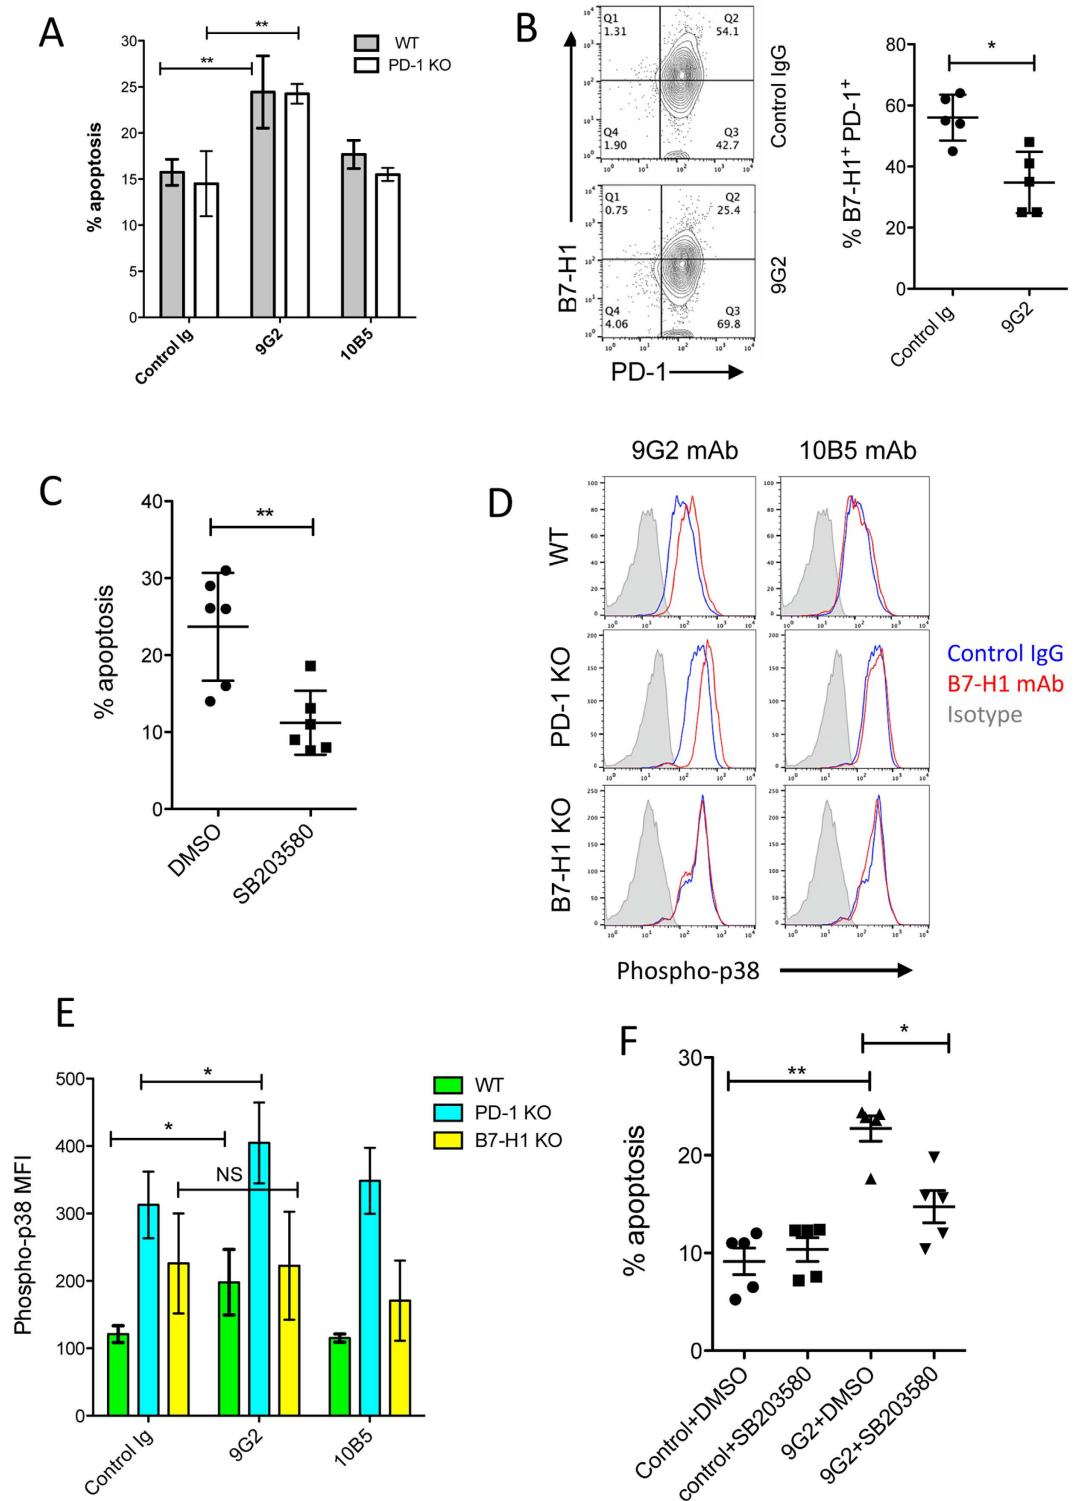 A
**
**
WT
PD-1 KO
30
25
20
15
10
5
0
% apoptosis
Control Ig
9G2
10B5
B
Q1
1.31
Q2
54.1
Q4
1.90
Q3
42.7
Control IgG
Q1
0.75
Q2
25.4
Q4
4.06
Q3
69.8
9G2
B7-H1
PD-1
% B7-H1+ PD-1+
80
60
40
20
0
*
Control Ig
9G2
C
% apoptosis
40
30
20
10
0
**
DMSO
SB203580
D
9G2 mAb
10B5 mAb
WT
PD-1 KO
B7-H1 KO
Control IgG
B7-H1 mAb
Isotype
Phospho-p38
E
Phospho-p38 MFI
500
400
300
200
100
0
*
*
NS
WT
PD-1 KO
B7-H1 KO
Control Ig
9G2
10B5
F
% apoptosis
30
20
10
0
**
*
Control+DMSO
control+SB203580
9G2+DMSO
9G2+SB203580